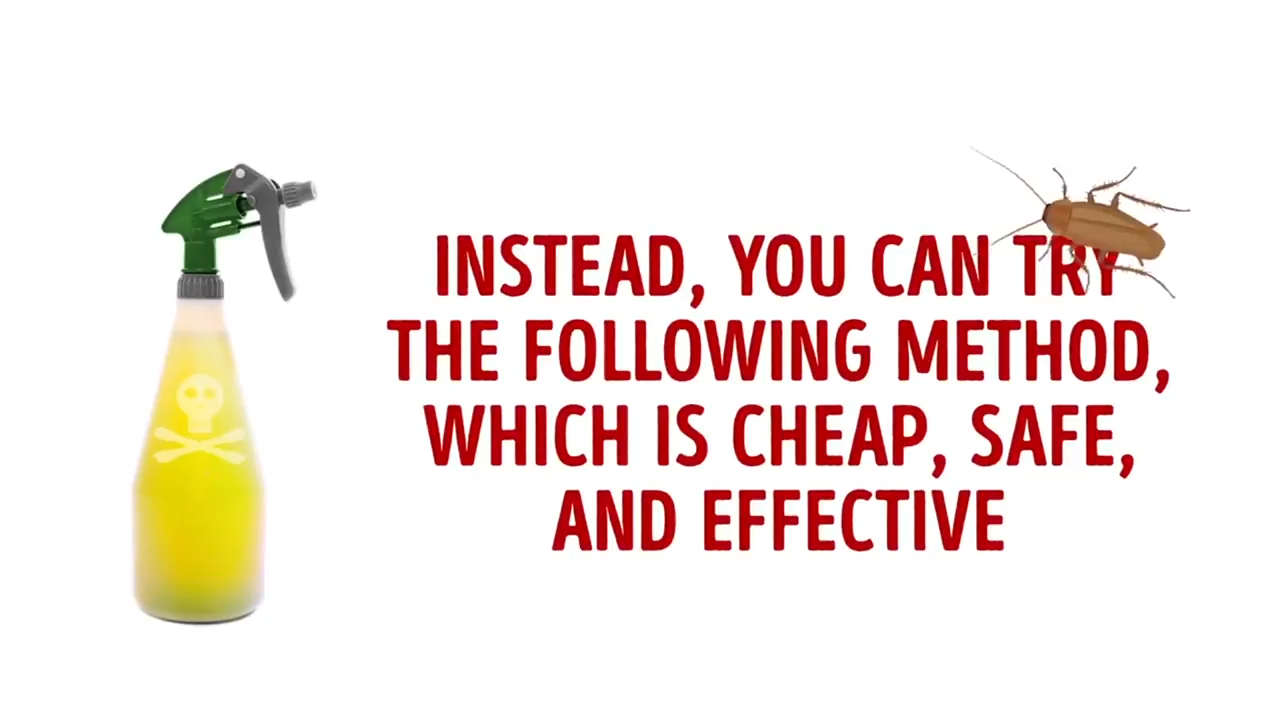 INSTEAD, YOU CAN TRY
THE FOLLOWING METHOD,
WHICH IS CHEAP, SAFE,
AND EFFECTIVE